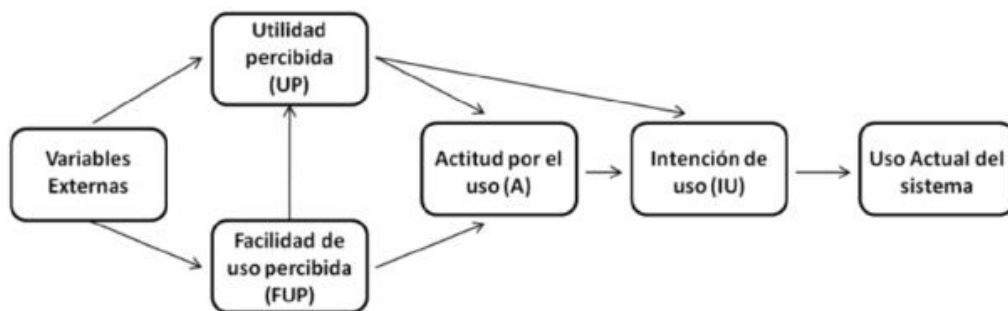 Utilidad
percibida
(UP)
Variables
Externas
Facilidad de
uso percibida
(FUP)
Actitud por el
uso (A)
Intención de
uso (IU)
Uso Actual del
sistema